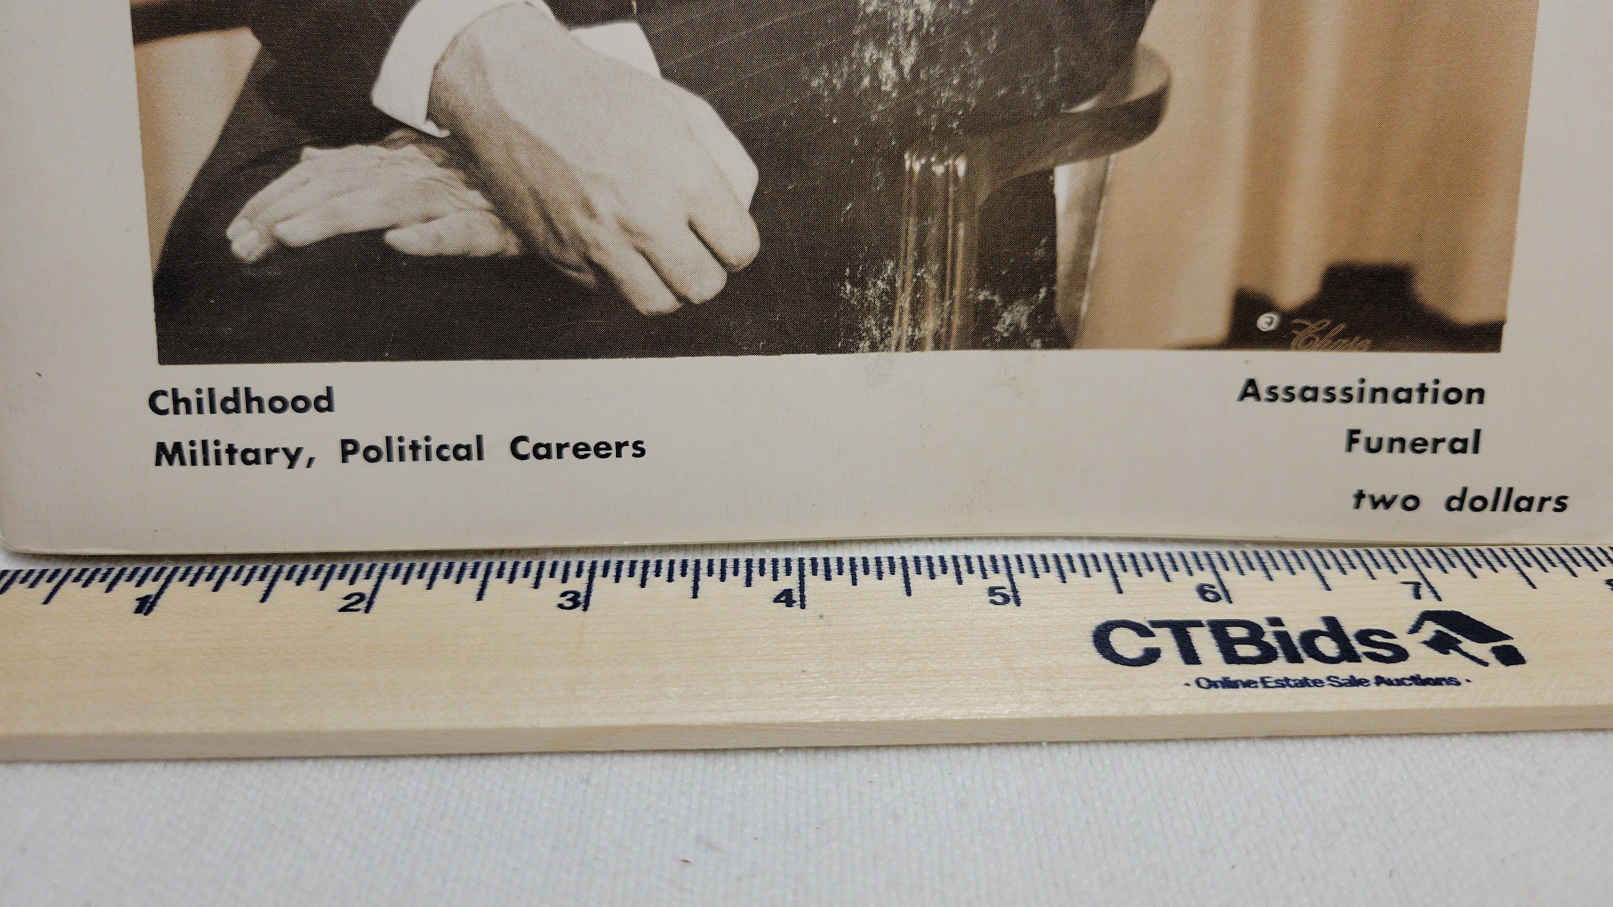 Chase
Childhood
Assassination
Military, Political Careers
Funeral
two dollars
1 2 3 4 5 6 7
CTBids
· Online Estate Sale Auctions ·